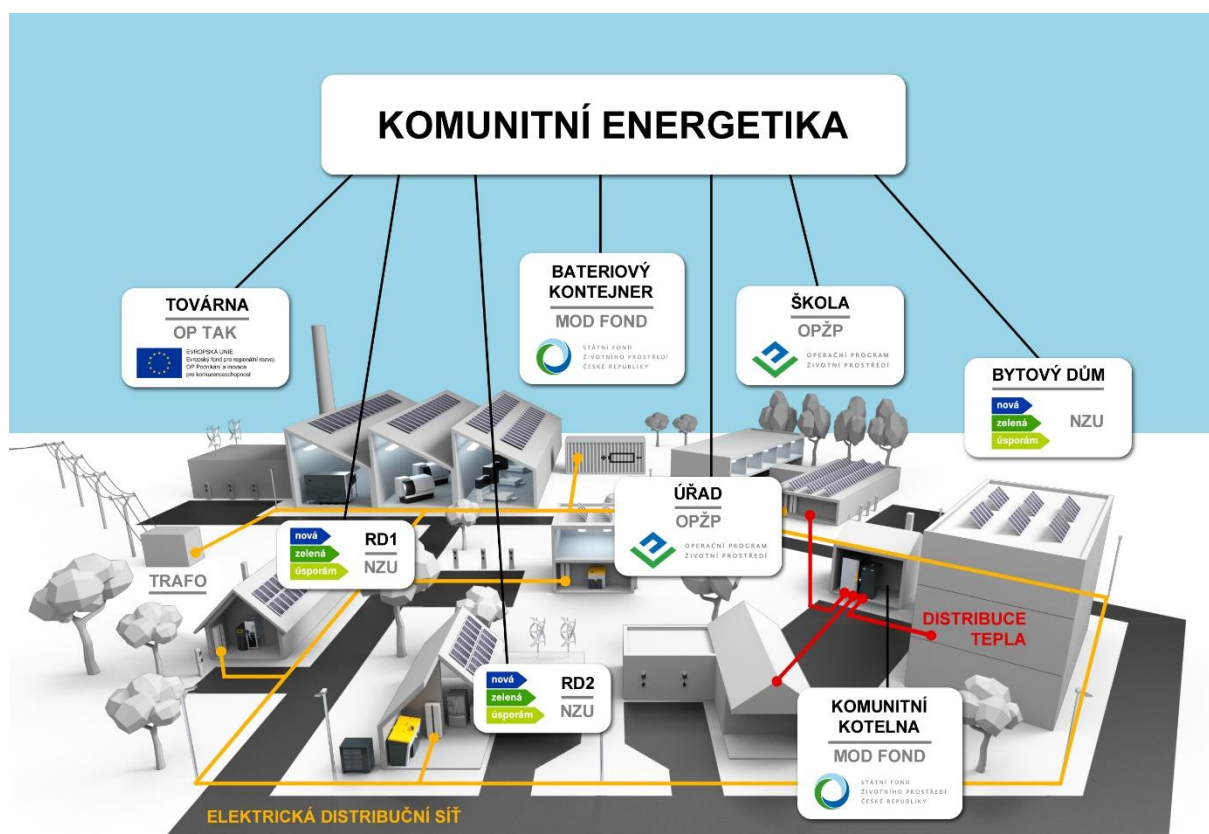 KOMUNITNÍ ENERGETIKA
TOVÁRNA
OP TAK
EVROPSKÁ UNIE
Evropský fond pro regionální rozvoj
OP Podnikání a inovace
pro konkurenceschopnost
BATERIOVÝ
KONTEJNER
MOD FOND
STÁTNÍ FOND
ŽIVOTNÍHO PROSTŘEDÍ
ČESKÉ REPUBLIKY
ŠKOLA
OPŽP
OPERAČNÍ PROGRAM
ŽIVOTNÍ PROSTŘEDÍ
BYTOVÝ DŮM
nová
zelená
úsporám
NZU
ÚŘAD
OPŽP
OPERAČNÍ PROGRAM
ŽIVOTNÍ PROSTŘEDÍ
nová
zelená
úsporám
RD1
NZU
TRAFO
DISTRIBUCE
TEPLA
nová
zelená
úsporám
RD2
NZU
KOMUNITNÍ
KOTELNA
MOD FOND
STÁTNÍ FOND
ŽIVOTNÍHO PROSTŘEDÍ
ČESKÉ REPUBLIKY
ELEKTRICKÁ DISTRIBUČNÍ SÍŤ